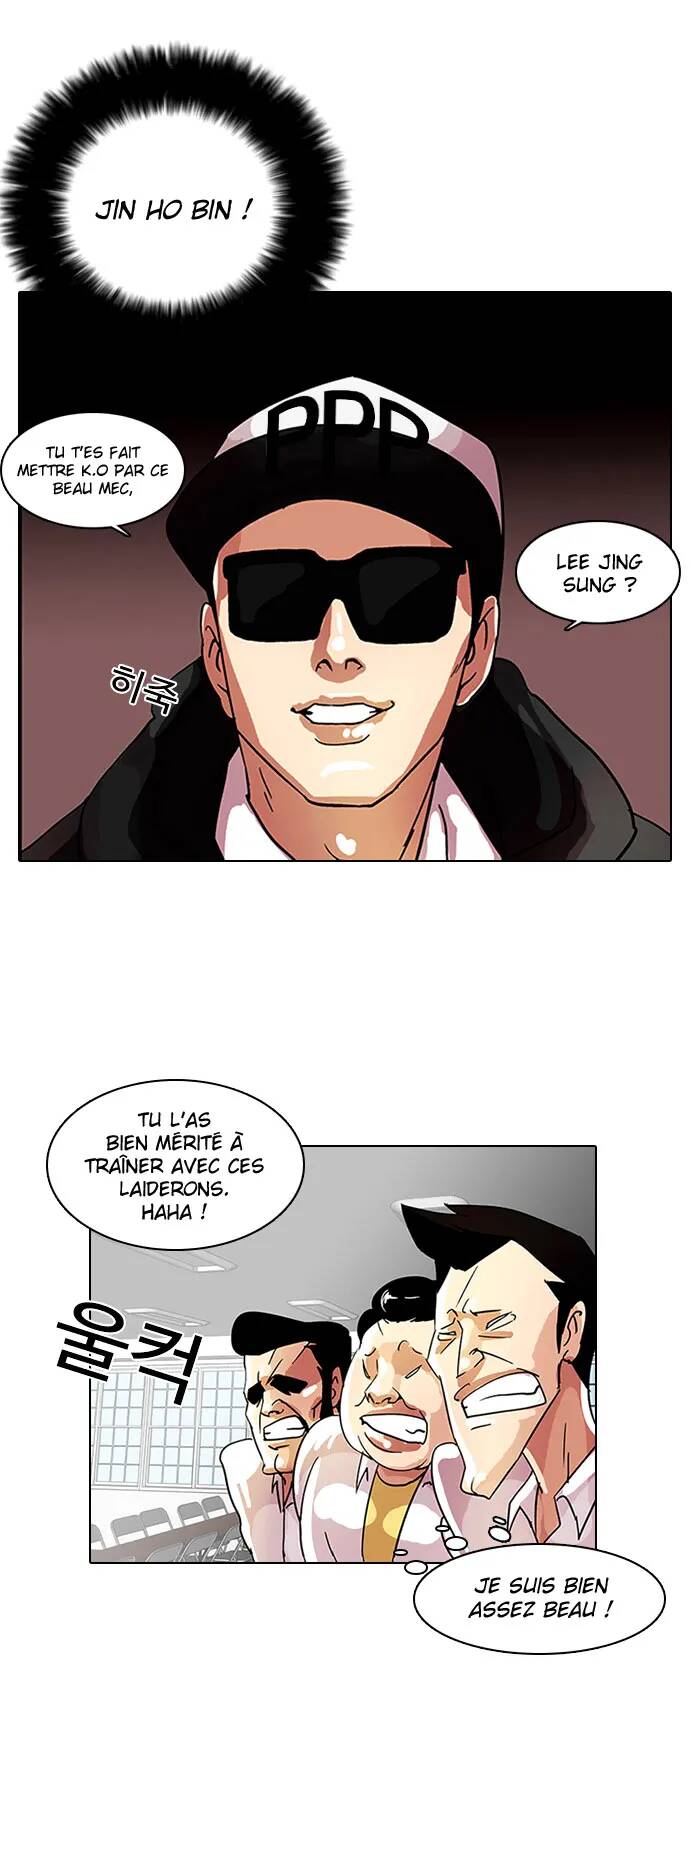 JIN HO BIN !
PPP
TU T'ES FAIT
METTRE K.O PAR CE
BEAU MEC,
LEE JING
SUNG ?
히죽
TU L'AS
BIEN MÉRITÉ À
TRAÎNER AVEC CES
LAIDERONS.
HAHA !
울컥
JE SUIS BIEN
ASSEZ BEAU !